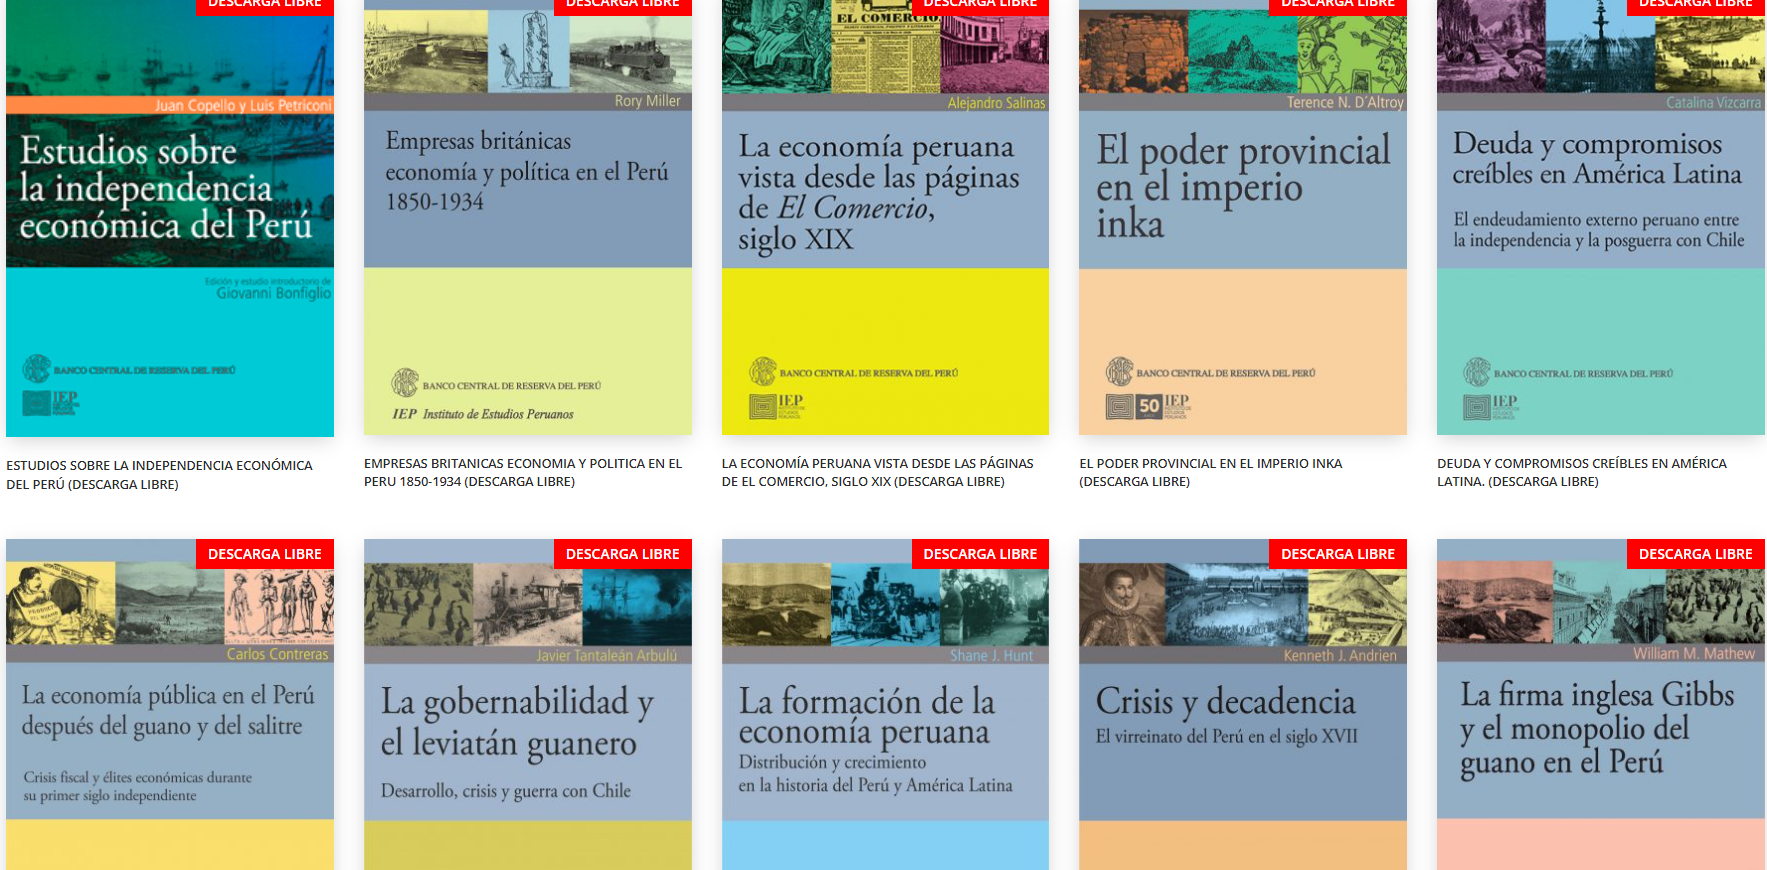 DESCARGA LIBRE
Juan Copello y Luis Petriconi
Estudios sobre
la independencia
económica del Perú
Edición y estudio introductorio de
Giovanni Bonfiglio
BANCO CENTRAL DE RESERVA DEL PERÚ
IEP
ESTUDIOS SOBRE LA INDEPENDENCIA ECONÓMICA
DEL PERÚ (DESCARGA LIBRE)
DESCARGA LIBRE
Rory Miller
Empresas británicas
economía y política en el Perú
1850-1934
BANCO CENTRAL DE RESERVA DEL PERÚ
IEP Instituto de Estudios Peruanos
EMPRESAS BRITANICAS ECONOMIA Y POLITICA EN EL
PERU 1850-1934 (DESCARGA LIBRE)
DESCARGA LIBRE
EL COMERCIO
Alejandro Salinas
La economía peruana
vista desde las páginas
de El Comercio,
siglo XIX
BANCO CENTRAL DE RESERVA DEL PERÚ
IEP
INSTITUTO DE
ESTUDIOS
PERUANOS
LA ECONOMÍA PERUANA VISTA DESDE LAS PÁGINAS
DE EL COMERCIO, SIGLO XIX (DESCARGA LIBRE)
DESCARGA LIBRE
Terence N. D'Altroy
El poder provincial
en el imperio
inka
BANCO CENTRAL DE RESERVA DEL PERÚ
50 IEP
INSTITUTO DE
ESTUDIOS
PERUANOS
EL PODER PROVINCIAL EN EL IMPERIO INKA
(DESCARGA LIBRE)
DESCARGA LIBRE
Catalina Vizcarra
Deuda y compromisos
creíbles en América Latina
El endeudamiento externo peruano entre
la independencia y la posguerra con Chile
BANCO CENTRAL DE RESERVA DEL PERÚ
IEP
INSTITUTO DE
ESTUDIOS
PERUANOS
DEUDA Y COMPROMISOS CREÍBLES EN AMÉRICA
LATINA. (DESCARGA LIBRE)
DESCARGA LIBRE
Carlos Contreras
La economía pública en el Perú
después del guano y del salitre
Crisis fiscal y élites económicas durante
su primer siglo independiente
DESCARGA LIBRE
Javier Tantaleán Arbulú
La gobernabilidad y
el leviatán guanero
Desarrollo, crisis y guerra con Chile
DESCARGA LIBRE
Shane J. Hunt
La formación de la
economía peruana
Distribución y crecimiento
en la historia del Perú y América Latina
DESCARGA LIBRE
Kenneth J. Andrien
Crisis y decadencia
El virreinato del Perú en el siglo XVII
DESCARGA LIBRE
William M. Mathew
La firma inglesa Gibbs
y el monopolio del
guano en el Perú